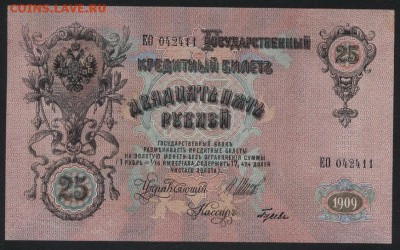 COINS.LAVE.RU
ЕО 042411 ГОСУДАРСТВЕННЫЙ
25
КРЕДИТНЫЙ БИЛЕТЪ
ДВАДЦАТЬ ПЯТЬ
РУБЛЕЙ
ГОСУДАРСТВЕННЫЙ БАНКЪ
РАЗМѢНИВАЕТЪ КРЕДИТНЫЕ БИЛЕТЫ
НА ЗОЛОТУЮ МОНЕТУ БЕЗЪ ОГРАНИЧЕНІЯ СУММЫ
1 РУБЛЬ = 1/15 ИМПЕРІАЛА, СОДЕРЖИТЪ 17,424 ДОЛЕЙ
ЧИСТАГО ЗОЛОТА
ЕО 042411
25
Управляющій
Кассиръ
1909